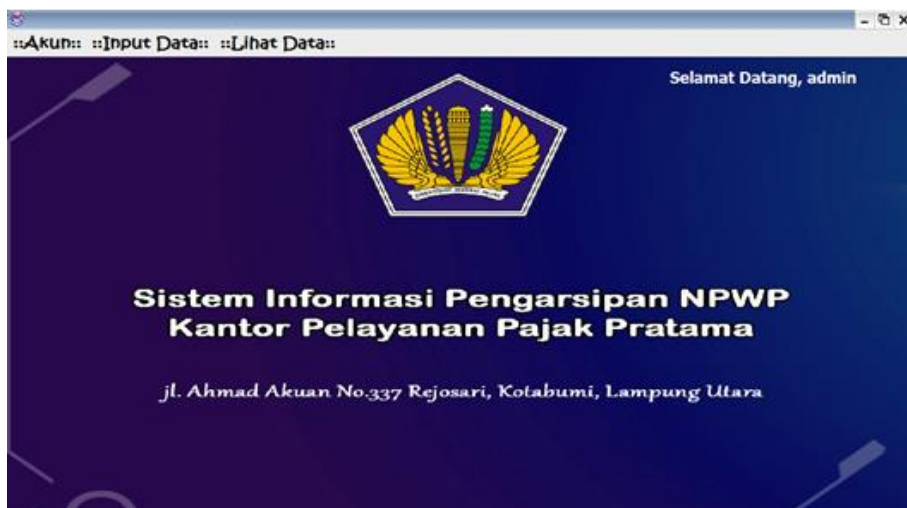 ::Akun:: ::Input Data:: ::Lihat Data::
Selamat Datang, admin
Sistem Informasi Pengarsipan NPWP
Kantor Pelayanan Pajak Pratama
jl. Ahmad Akuan No.337 Rejosari, Kotabumi, Lampung Utara